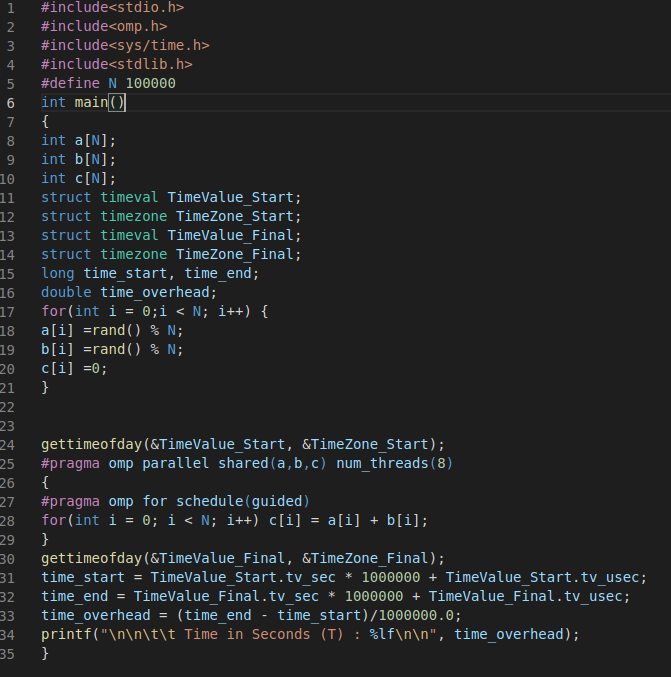 1 #include<stdio.h>
2 #include<omp.h>
3 #include<sys/time.h>
4 #include<stdlib.h>
5 #define N 100000
6 int main()
7 {
8 int a[N];
9 int b[N];
10 int c[N];
11 struct timeval TimeValue_Start;
12 struct timezone TimeZone_Start;
13 struct timeval TimeValue_Final;
14 struct timezone TimeZone_Final;
15 long time_start, time_end;
16 double time_overhead;
17 for(int i = 0;i < N; i++) {
18 a[i] =rand() % N;
19 b[i] =rand() % N;
20 c[i] =0;
21 }
22
23
24 gettimeofday(&TimeValue_Start, &TimeZone_Start);
25 #pragma omp parallel shared(a,b,c) num_threads(8)
26 {
27 #pragma omp for schedule(guided)
28 for(int i = 0; i < N; i++) c[i] = a[i] + b[i];
29 }
30 gettimeofday(&TimeValue_Final, &TimeZone_Final);
31 time_start = TimeValue_Start.tv_sec * 1000000 + TimeValue_Start.tv_usec;
32 time_end = TimeValue_Final.tv_sec * 1000000 + TimeValue_Final.tv_usec;
33 time_overhead = (time_end - time_start)/1000000.0;
34 printf("\n\n\t\t Time in Seconds (T) : %lf\n\n", time_overhead);
35 }